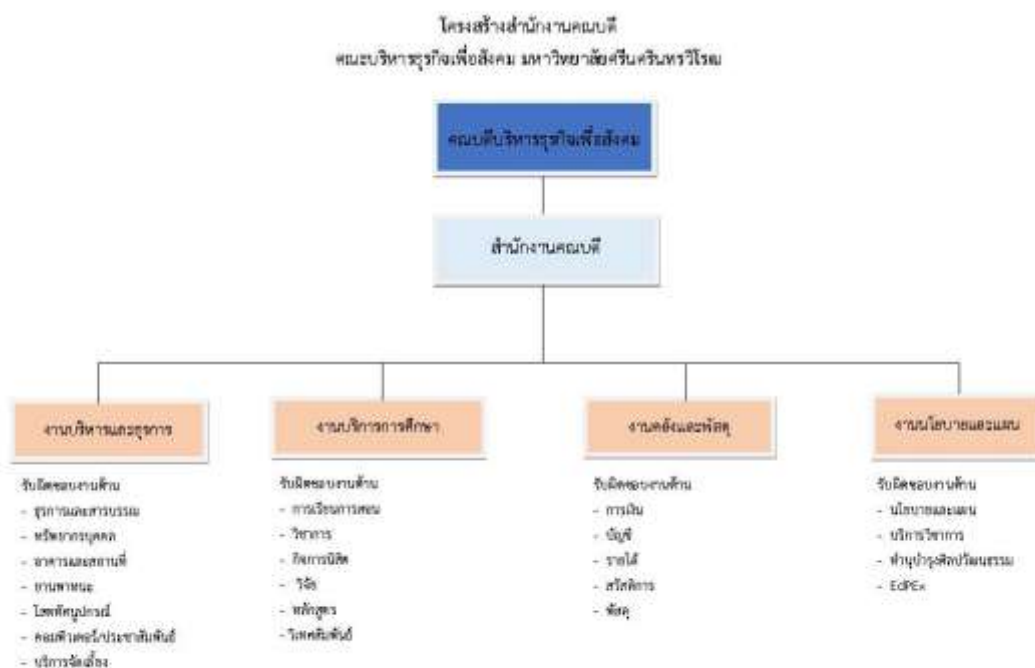 โครงสร้างสำนักงานคณบดี
คณะบริหารธุรกิจเพื่อสังคม มหาวิทยาลัยศรีนครินทรวิโรฒ
คณบดีบริหารธุรกิจเพื่อสังคม
สำนักงานคณบดี
งานบริหารและธุรการ
รับผิดชอบงานด้าน
- ธุรการและสารบรรณ
- ทรัพยากรบุคคล
- อาคารและสถานที่
- ยานพาหนะ
- โสตทัศนูปกรณ์
- คอมพิวเตอร์/ประชาสัมพันธ์
- บริการจัดเลี้ยง
งานบริการการศึกษา
รับผิดชอบงานด้าน
- การเรียนการสอน
- วิชาการ
- กิจการนิสิต
- วิจัย
- หลักสูตร
- วิเทศสัมพันธ์
งานคลังและพัสดุ
รับผิดชอบงานด้าน
- การเงิน
- บัญชี
- รายได้
- สวัสดิการ
- พัสดุ
งานนโยบายและแผน
รับผิดชอบงานด้าน
- นโยบายและแผน
- บริการวิชาการ
- ทำนุบำรุงศิลปวัฒนธรรม
- EdPEx